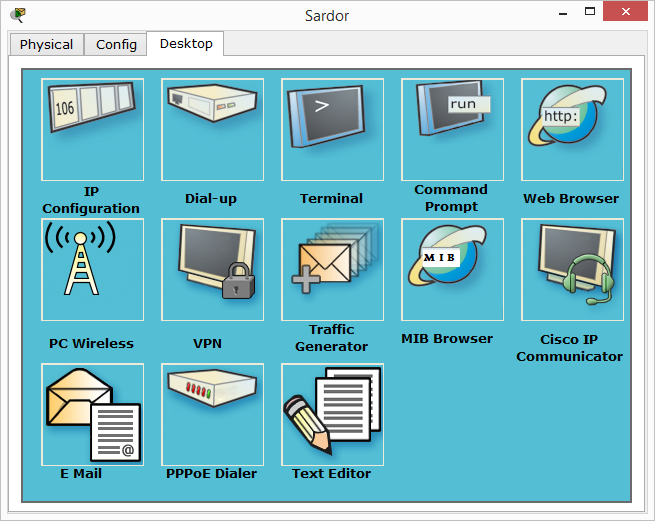 Sardor
Physical Config Desktop
106
>
run
http:
IP
Configuration
Dial-up
Terminal
Command
Prompt
Web Browser
MIB
PC Wireless
VPN
Traffic
Generator
MIB Browser
Cisco IP
Communicator
@
E Mail
PPPoE Dialer
Text Editor